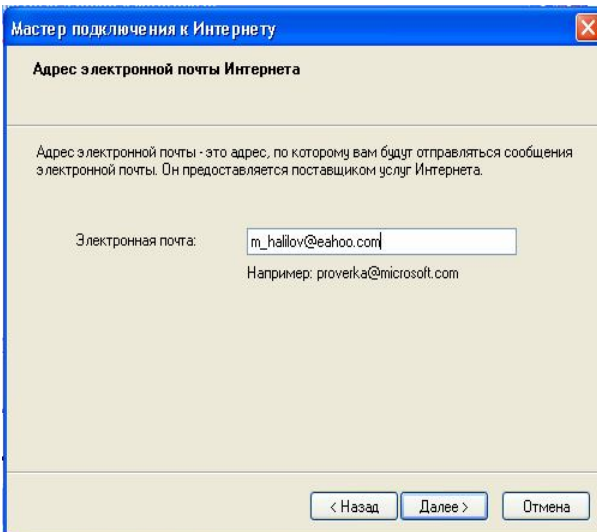 Мастер подключения к Интернету
Адрес электронной почты Интернета
Адрес электронной почты - это адрес, по которому вам будут отправляться сообщения
электронной почты. Он предоставляется поставщиком услуг Интернета.
Электронная почта: m_halilov@eahoo.com
Например: proverka@microsoft.com
< Назад Далее > Отмена